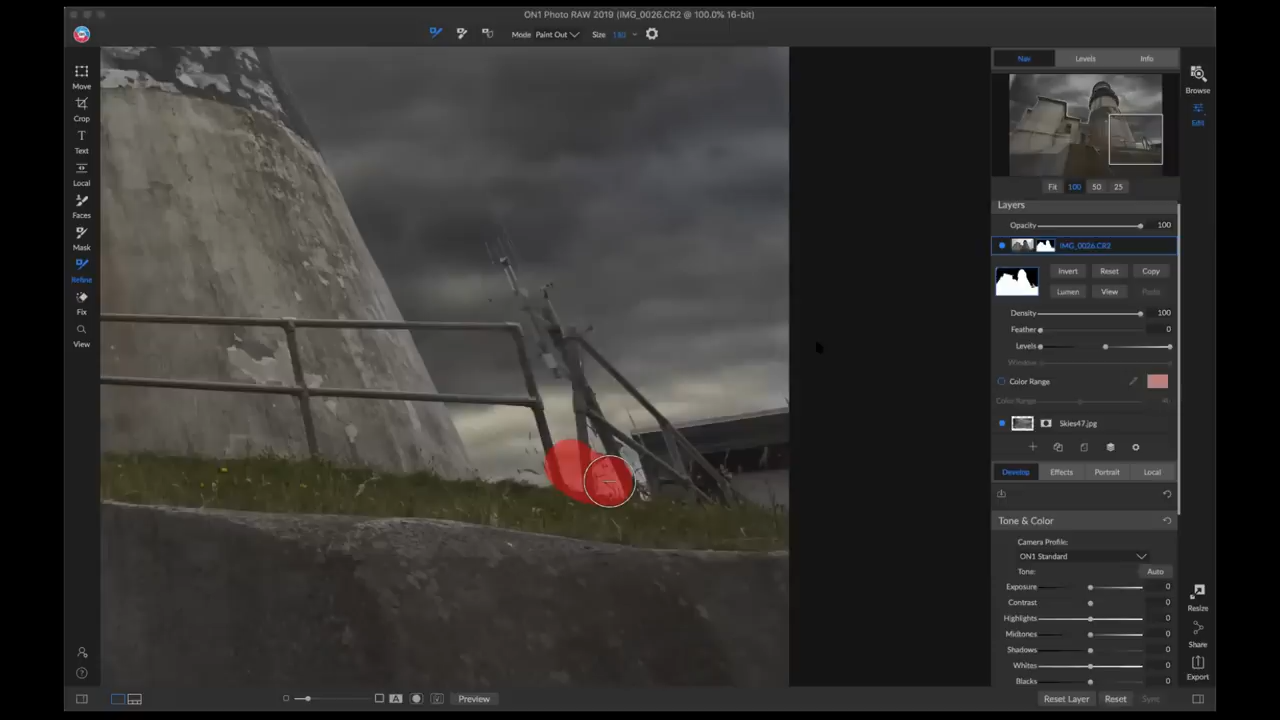 ON1 Photo RAW 2019 (IMG_0026.CR2 @ 100.0% 16-bit)
Mode Paint Out Size 180
Move
Crop
Text
Local
Faces
Mask
Refine
Fix
View
Nav Levels Info
Browse
Edit
Fit 100 50 25
Layers
Opacity 100
IMG_0026.CR2
Invert Reset Copy
Lumen View Paste
Density 100
Feather 0
Levels
Window
Color Range
Color Range
Skies47.jpg
Develop Effects Portrait Local
Tone & Color
Camera Profile:
ON1 Standard
Tone: Auto
Exposure 0
Contrast 0
Highlights 0
Midtones 0
Shadows 0
Whites 0
Blacks 0
Resize
Share
Export
A Preview
Reset Layer Reset Sync